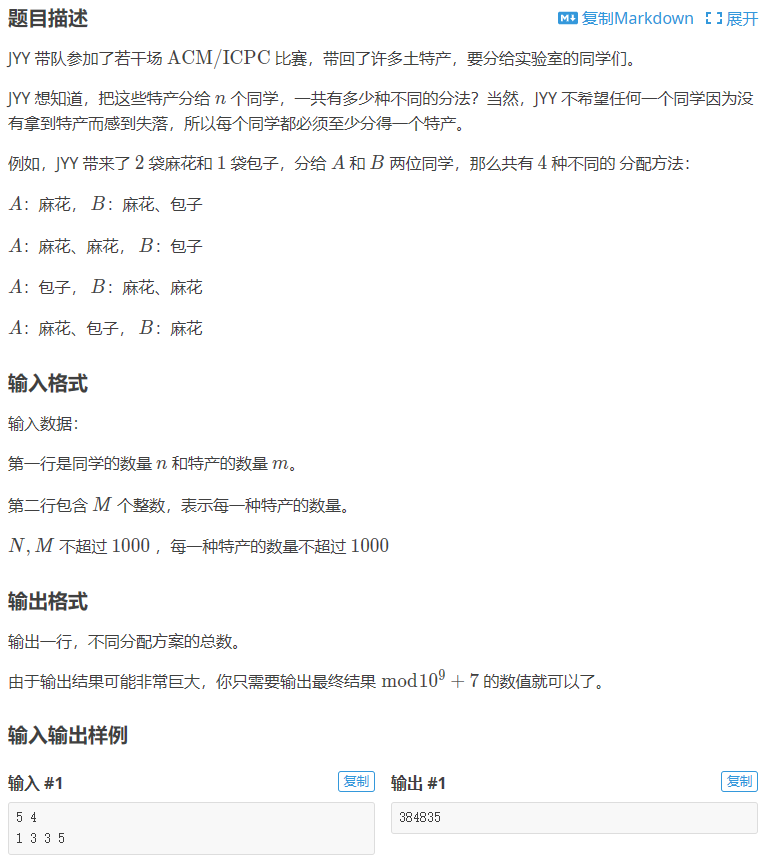 题目描述 复制Markdown 展开
JYY 带队参加了若干场 ACM/ICPC 比赛，带回了许多土特产，要分给实验室的同学们。
JYY 想知道，把这些特产分给 n 个同学，一共有多少种不同的分法？当然，JYY 不希望任何一个同学因为没
有拿到特产而感到失落，所以每个同学都必须至少分得一个特产。
例如，JYY 带来了 2 袋麻花和 1 袋包子，分给 A 和 B 两位同学，那么共有 4 种不同的 分配方法：
A：麻花， B：麻花、包子
A：麻花、麻花， B：包子
A：包子， B：麻花、麻花
A：麻花、包子， B：麻花
输入格式
输入数据：
第一行是同学的数量 n 和特产的数量 m。
第二行包含 M 个整数，表示每一种特产的数量。
N, M 不超过 1000 ，每一种特产的数量不超过 1000
输出格式
输出一行，不同分配方案的总数。
由于输出结果可能非常巨大，你只需要输出最终结果 mod10⁹ + 7 的数值就可以了。
输入输出样例
输入 #1 复制
5 4
1 3 3 5
输出 #1 复制
384835